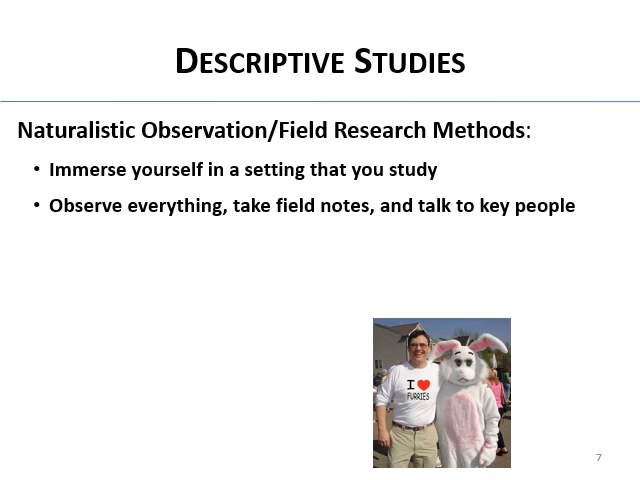 DESCRIPTIVE STUDIES
Naturalistic Observation/Field Research Methods:
• Immerse yourself in a setting that you study
• Observe everything, take field notes, and talk to key people
I ❤ FURRIES
7